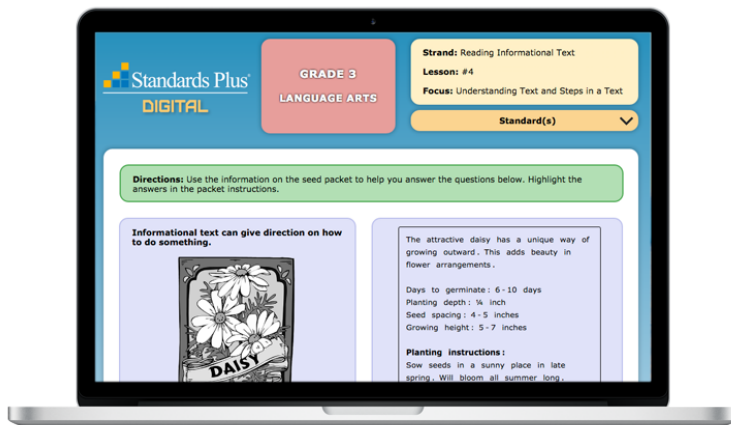 Standards Plus®
DIGITAL
GRADE 3
LANGUAGE ARTS
Strand: Reading Informational Text
Lesson: #4
Focus: Understanding Text and Steps in a Text
Standard(s)
Directions: Use the information on the seed packet to help you answer the questions below. Highlight the
answers in the packet instructions.
Informational text can give direction on how
to do something.
DAISY
The attractive daisy has a unique way of
growing outward. This adds beauty in
flower arrangements.
Days to germinate: 6-10 days
Planting depth: ¼ inch
Seed spacing: 4-5 inches
Growing height: 5-7 inches
Planting instructions:
Sow seeds in a sunny place in late
spring. Will bloom all summer long.